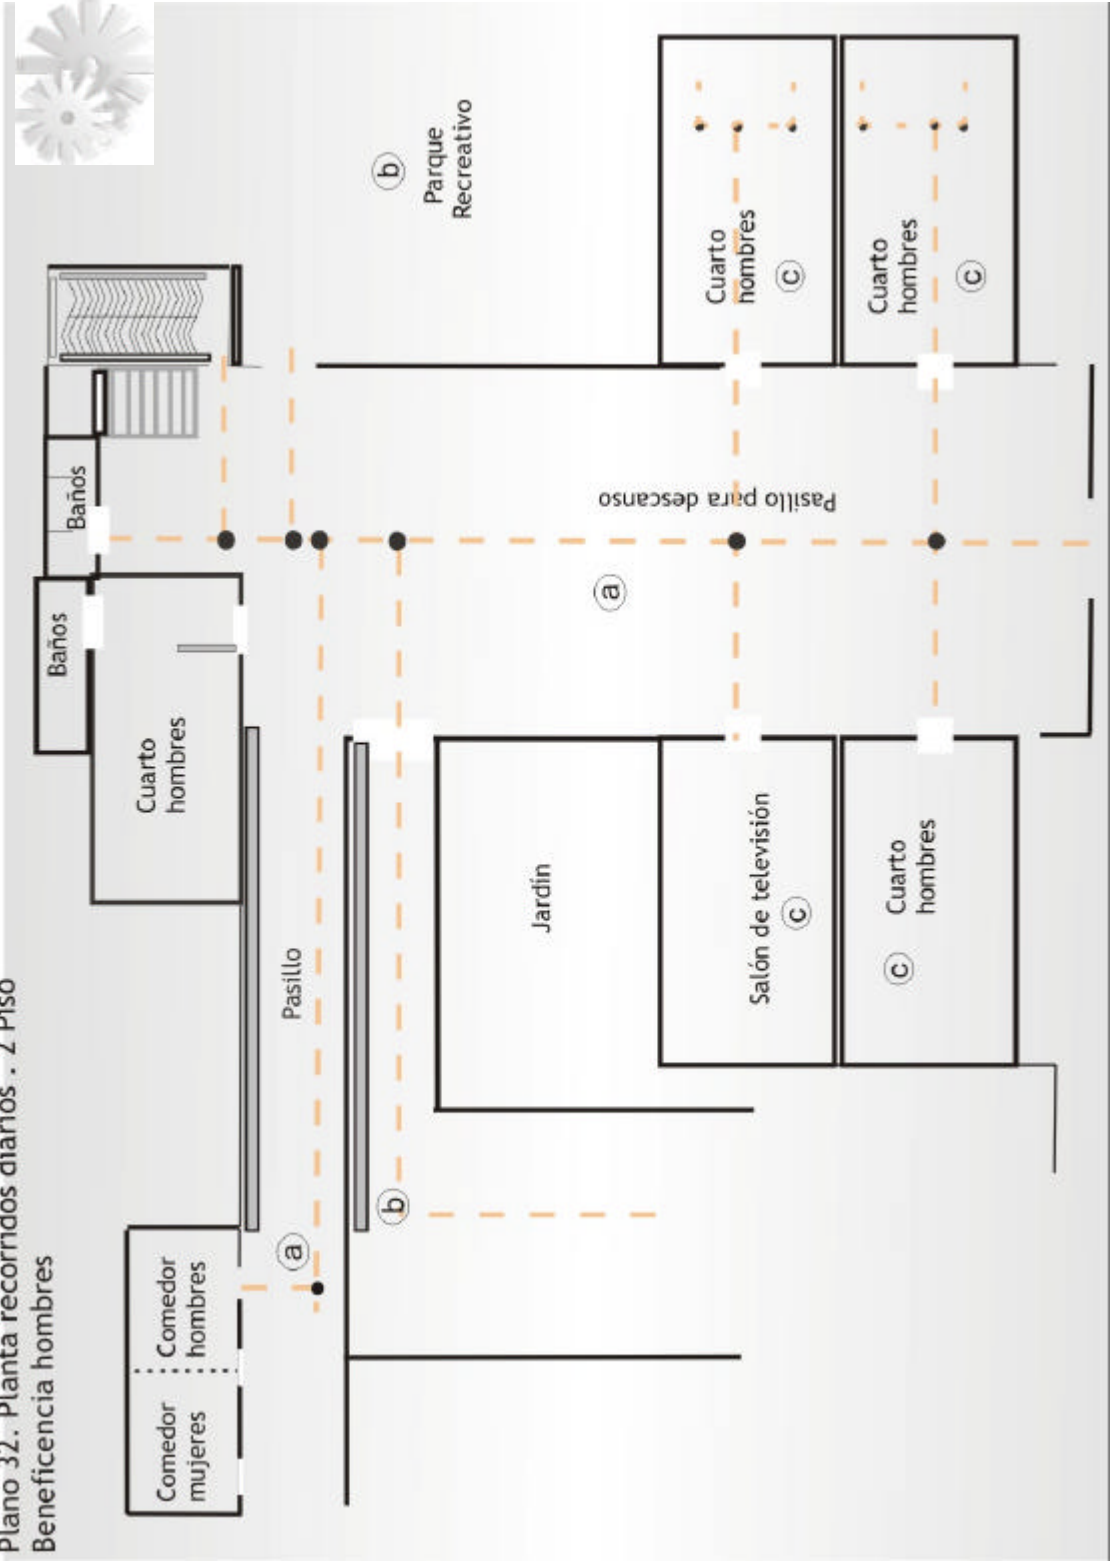 Plano 32. Planta recorridos diarios . 2 Piso
Beneficencia hombres
Comedor
mujeres
Comedor
hombres
a
Pasillo
Cuarto
hombres
Baños
Baños
b
Jardín
Salón de televisión
c
Cuarto
hombres
c
a
Pasillo para descanso
b
Parque
Recreativo
Cuarto
hombres
c
Cuarto
hombres
c